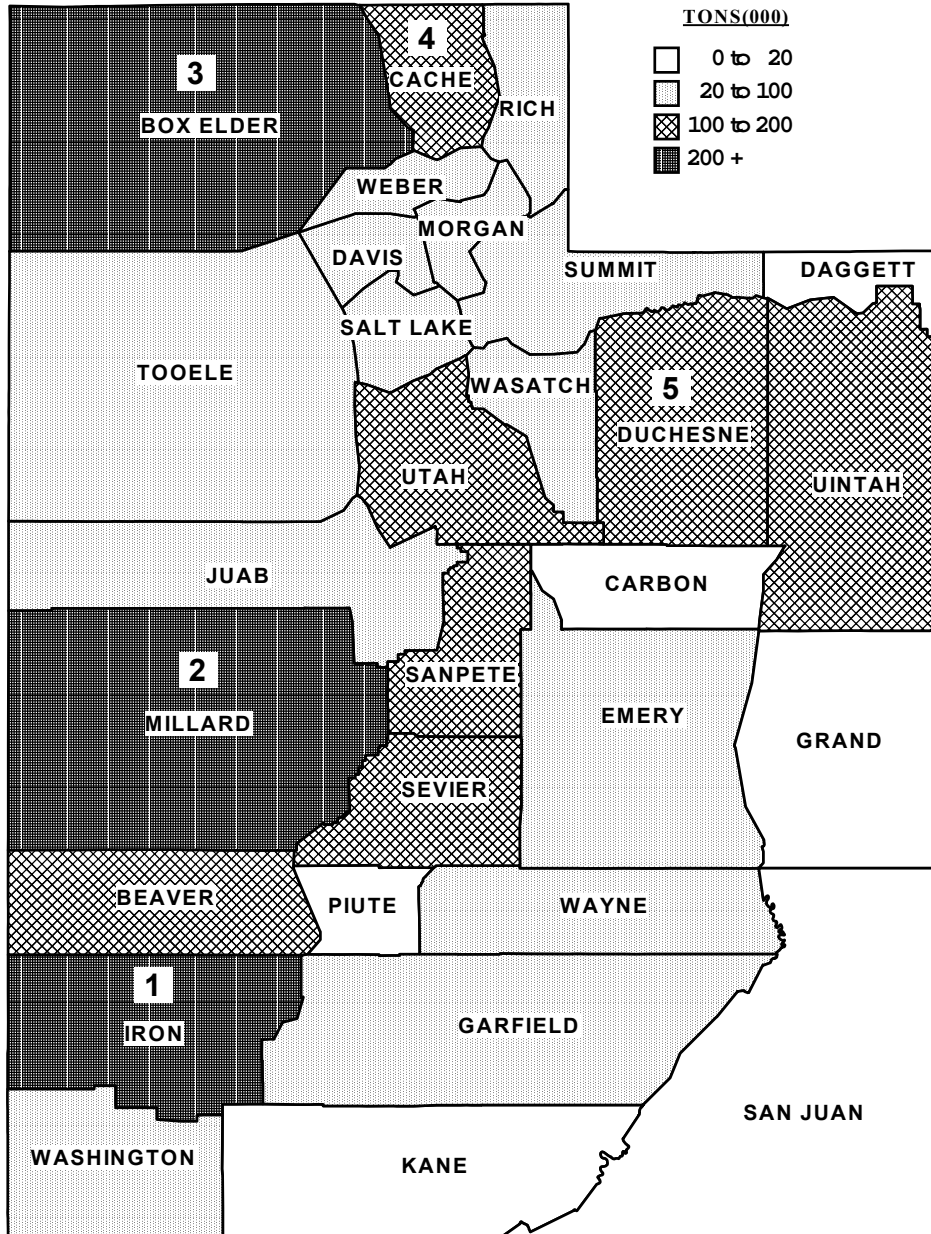 TONS(000)
0 to 20
20 to 100
100 to 200
200 +
3
BOX ELDER
4
CACHE
RICH
WEBER
MORGAN
DAVIS
SUMMIT
DAGGETT
SALT LAKE
TOOELE
WASATCH
5
DUCHESNE
UTAH
UINTAH
JUAB
CARBON
2
MILLARD
SANPETE
EMERY
GRAND
SEVIER
BEAVER
PIUTE
WAYNE
1
IRON
GARFIELD
SAN JUAN
WASHINGTON
KANE